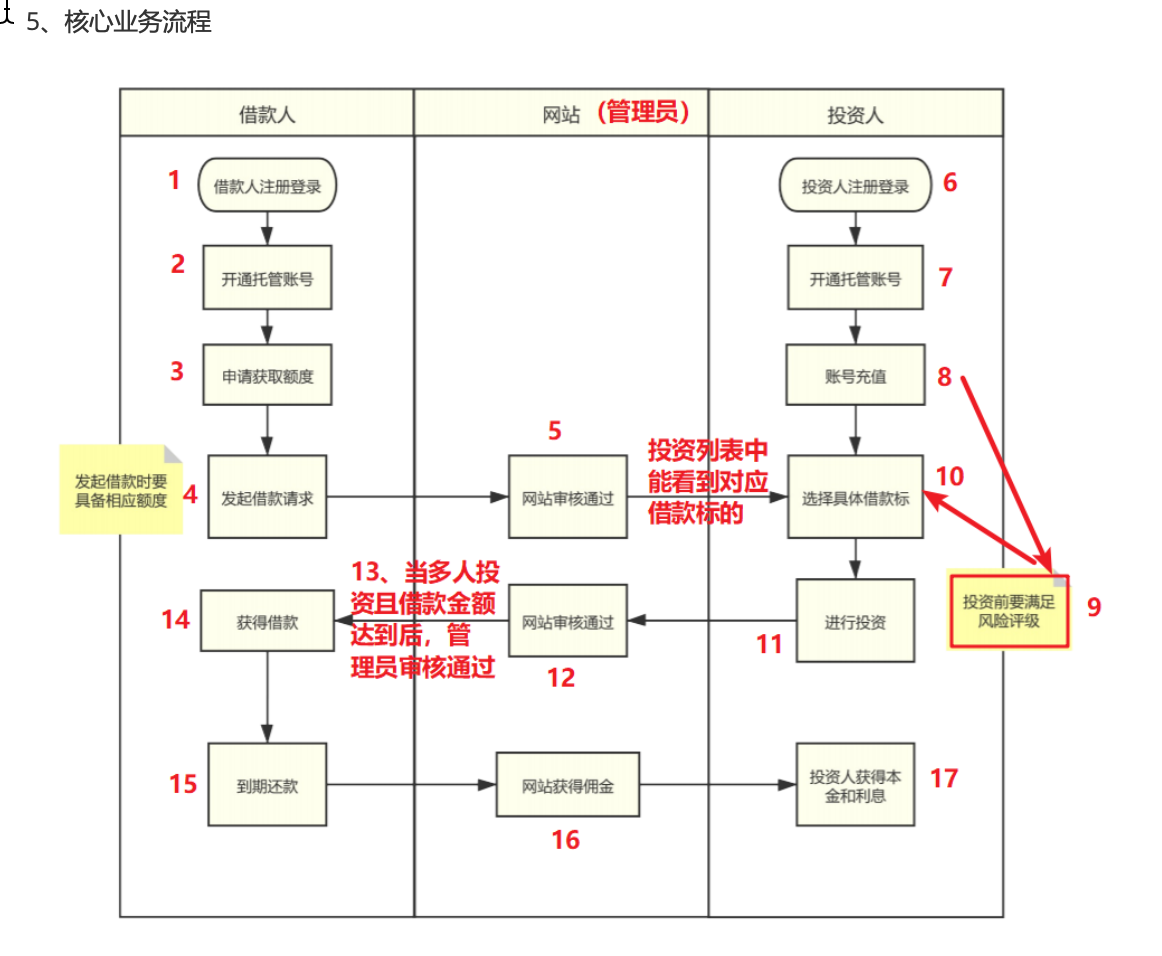 5、核心业务流程
借款人
网站
（管理员）
投资人
1
借款人注册登录
投资人注册登录
6
2
开通托管账号
开通托管账号
7
3
申请获取额度
账号充值
8
发起借款时要
具备相应额度
4
发起借款请求
5
网站审核通过
投资列表中
能看到对应
借款标的
选择具体借款标
10
投资前要满足
风险评级
9
14
获得借款
13、当多人投
资且借款金额
达到后，管
理员审核通过
网站审核通过
12
进行投资
11
15
到期还款
网站获得佣金
16
投资人获得本
金和利息
17